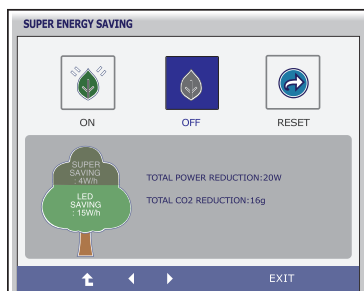 SUPER ENERGY SAVING
ON
OFF
RESET
SUPER
SAVING
: 4W/h
LED
SAVING
: 15W/h
TOTAL POWER REDUCTION:20W
TOTAL CO2 REDUCTION:16g
EXIT